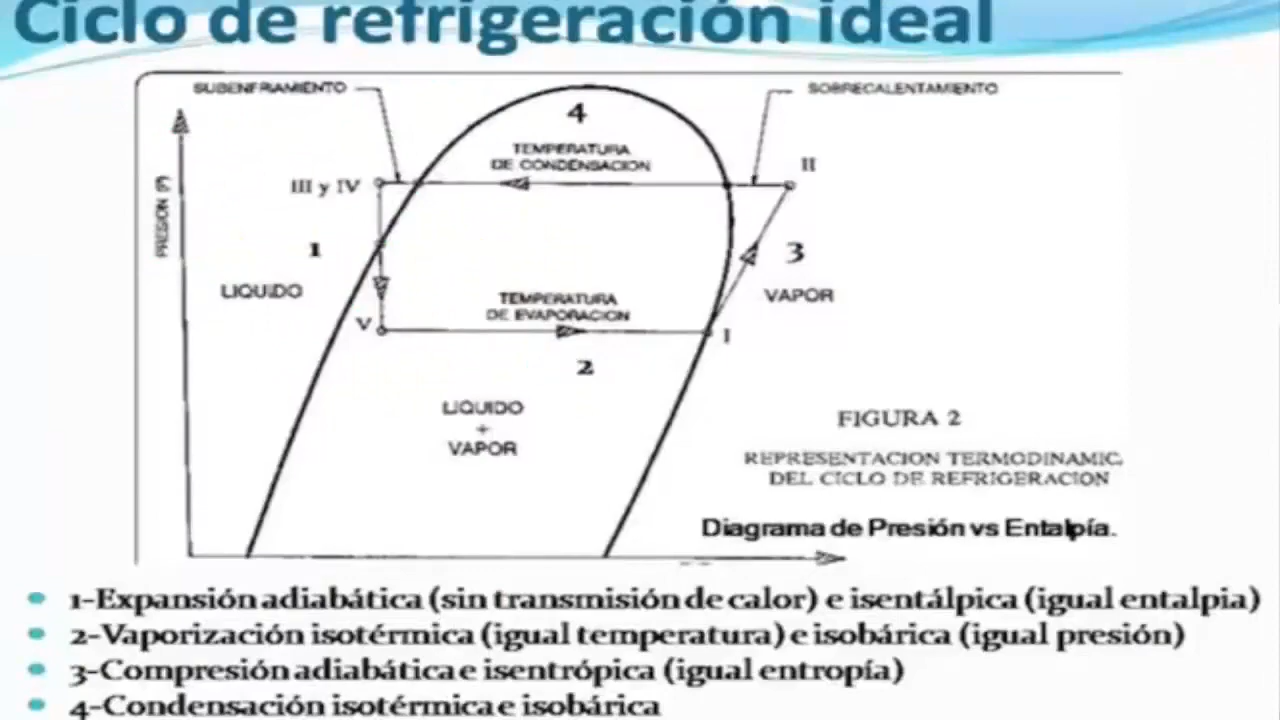 Ciclo de refrigeración ideal
SUBENFRIAMIENTO
SOBRECALENTAMIENTO
4
TEMPERATURA
DE CONDENSACION
II
III y IV
PRESION (P)
1
3
LIQUIDO
TEMPERATURA
DE EVAPORACION
VAPOR
V
I
2
LIQUIDO
+
VAPOR
FIGURA 2
REPRESENTACION TERMODINAMIC.
DEL CICLO DE REFRIGERACION
Diagrama de Presión vs Entalpía.
1-Expansión adiabática (sin transmisión de calor) e isentálpica (igual entalpia)
2-Vaporización isotérmica (igual temperatura) e isobárica (igual presión)
3-Compresión adiabática e isentrópica (igual entropía)
4-Condensación isotérmica e isobárica